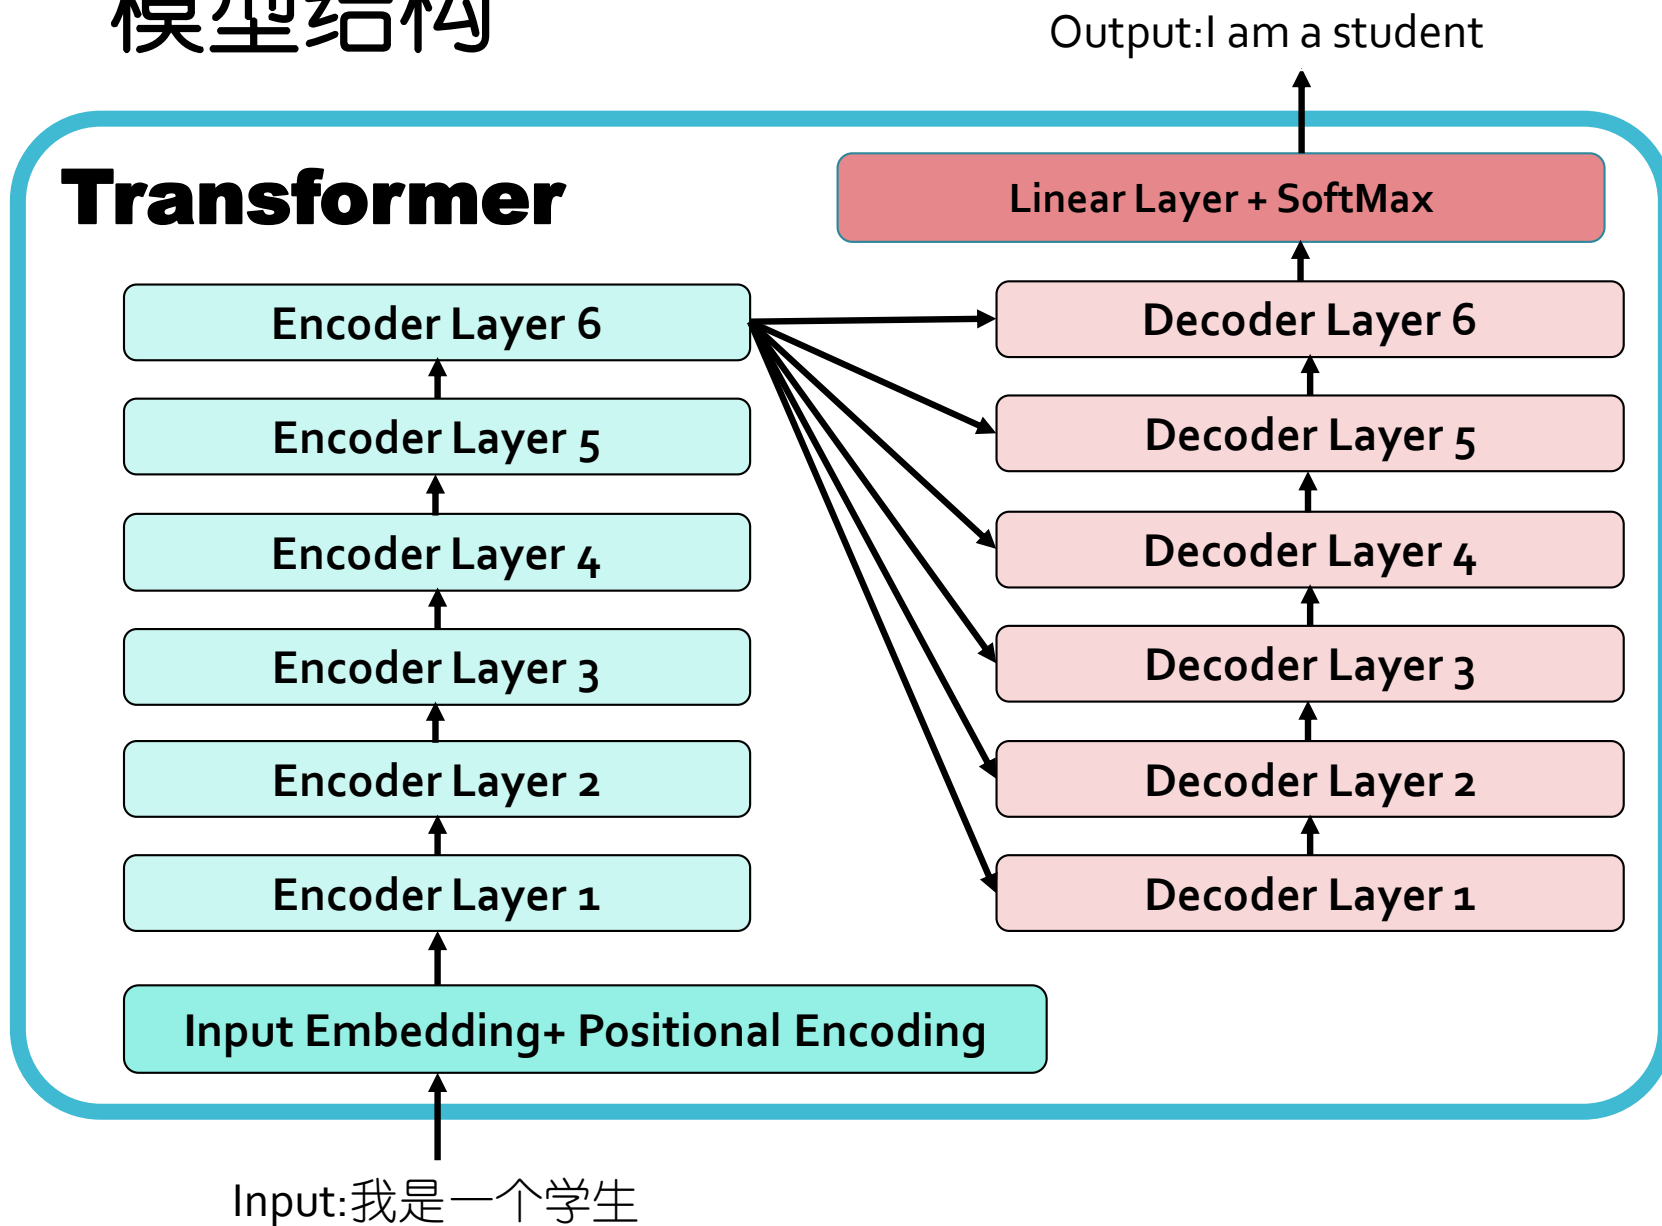 模型结构
Output:I am a student
Transformer
Linear Layer + SoftMax
Encoder Layer 6
Encoder Layer 5
Encoder Layer 4
Encoder Layer 3
Encoder Layer 2
Encoder Layer 1
Decoder Layer 6
Decoder Layer 5
Decoder Layer 4
Decoder Layer 3
Decoder Layer 2
Decoder Layer 1
Input Embedding+ Positional Encoding
Input:我是一个学生